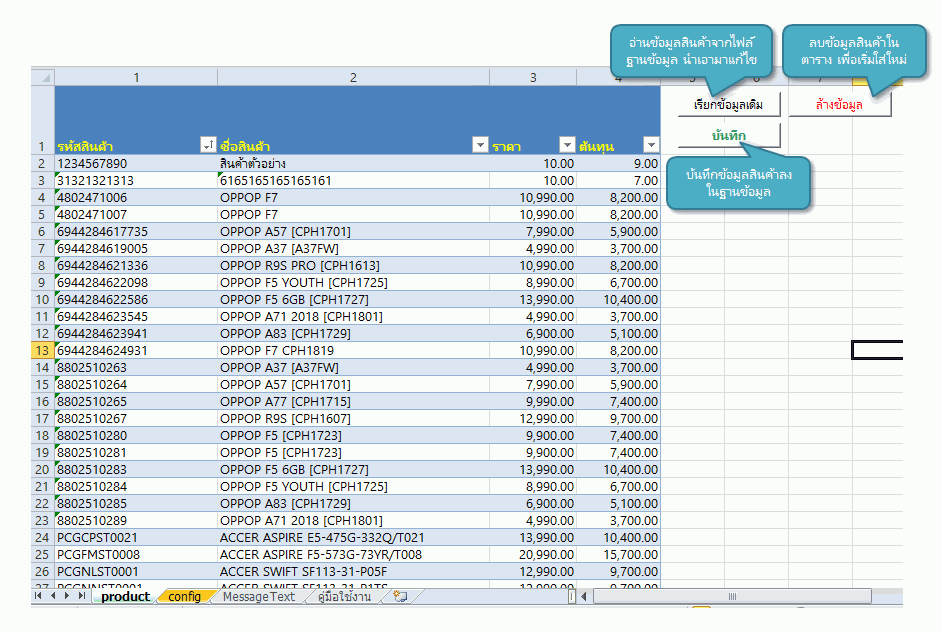 อ่านข้อมูลสินค้าจากไฟล์
ฐานข้อมูล นำเอามาแก้ไข
ลบข้อมูลสินค้าใน
ตาราง เพื่อเริ่มใส่ใหม่
1 2 3 4
เรียกข้อมูลเดิม ล้างข้อมูล
บันทึก
1 รหัสสินค้า ชื่อสินค้า ราคา ต้นทุน
บันทึกข้อมูลสินค้าลง
ในฐานข้อมูล
2 1234567890 สินค้าตัวอย่าง 10.00 9.00
3 31321321313 6165165165165161 10.00 7.00
4 4802471006 OPPOP F7 10,990.00 8,200.00
5 4802471007 OPPOP F7 10,990.00 8,200.00
6 6944284617735 OPPOP A57 [CPH1701] 7,990.00 5,900.00
7 6944284619005 OPPOP A37 [A37FW] 4,990.00 3,700.00
8 6944284621336 OPPOP R9S PRO [CPH1613] 10,990.00 8,200.00
9 6944284622098 OPPOP F5 YOUTH [CPH1725] 8,990.00 6,700.00
10 6944284622586 OPPOP F5 6GB [CPH1727] 13,990.00 10,400.00
11 6944284623545 OPPOP A71 2018 [CPH1801] 4,990.00 3,700.00
12 6944284623941 OPPOP A83 [CPH1729] 6,900.00 5,100.00
13 6944284624931 OPPOP F7 CPH1819 10,990.00 8,200.00
14 8802510263 OPPOP A37 [A37FW] 4,990.00 3,700.00
15 8802510264 OPPOP A57 [CPH1701] 7,990.00 5,900.00
16 8802510265 OPPOP A77 [CPH1715] 9,990.00 7,400.00
17 8802510267 OPPOP R9S [CPH1607] 12,990.00 9,700.00
18 8802510280 OPPOP F5 [CPH1723] 9,900.00 7,400.00
19 8802510281 OPPOP F5 [CPH1723] 9,900.00 7,400.00
20 8802510283 OPPOP F5 6GB [CPH1727] 13,990.00 10,400.00
21 8802510284 OPPOP F5 YOUTH [CPH1725] 8,990.00 6,700.00
22 8802510285 OPPOP A83 [CPH1729] 6,900.00 5,100.00
23 8802510289 OPPOP A71 2018 [CPH1801] 4,990.00 3,700.00
24 PCGCPST0021 ACCER ASPIRE E5-475G-332Q/T021 13,990.00 10,400.00
25 PCGFMST0008 ACCER ASPIRE F5-573G-73YR/T008 20,990.00 15,700.00
26 PCGNLST0001 ACCER SWIFT SF113-31-P05F 12,990.00 9,700.00
product config MessageText คู่มือใช้งาน